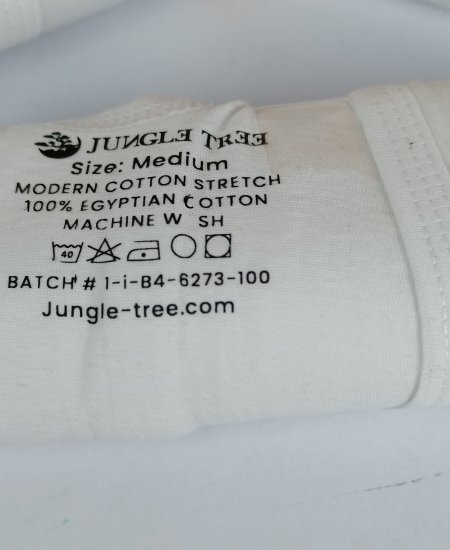 JUNGLE TREE
Size: Medium
MODERN COTTON STRETCH
100% EGYPTIAN COTTON
MACHINE W SH
40
BATCH # 1-i-B4-6273-100
Jungle-tree.com